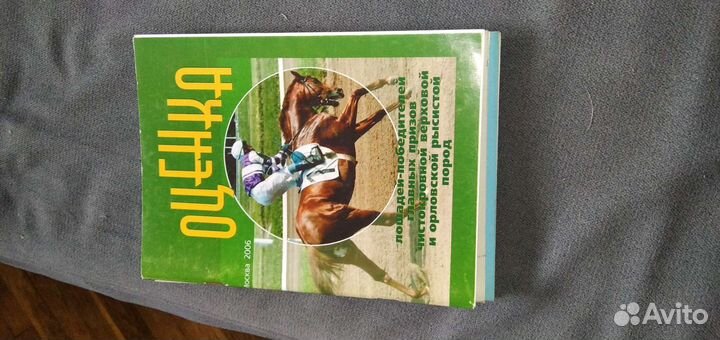 ОЦЕНКА
лошадей-победителей
главных призов
чистокровной верховой
и орловской рысистой
пород
Москва 2006
Avito